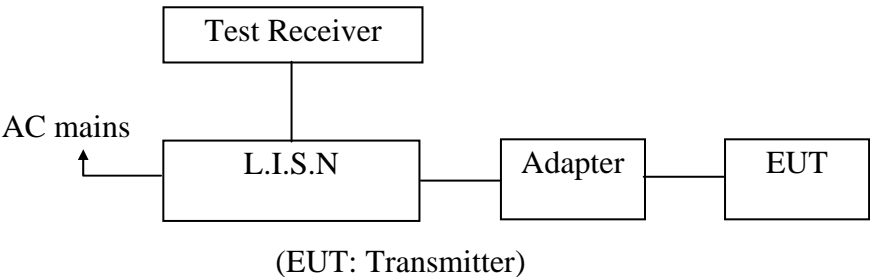 Test Receiver
AC mains
L.I.S.N
Adapter
EUT
(EUT: Transmitter)